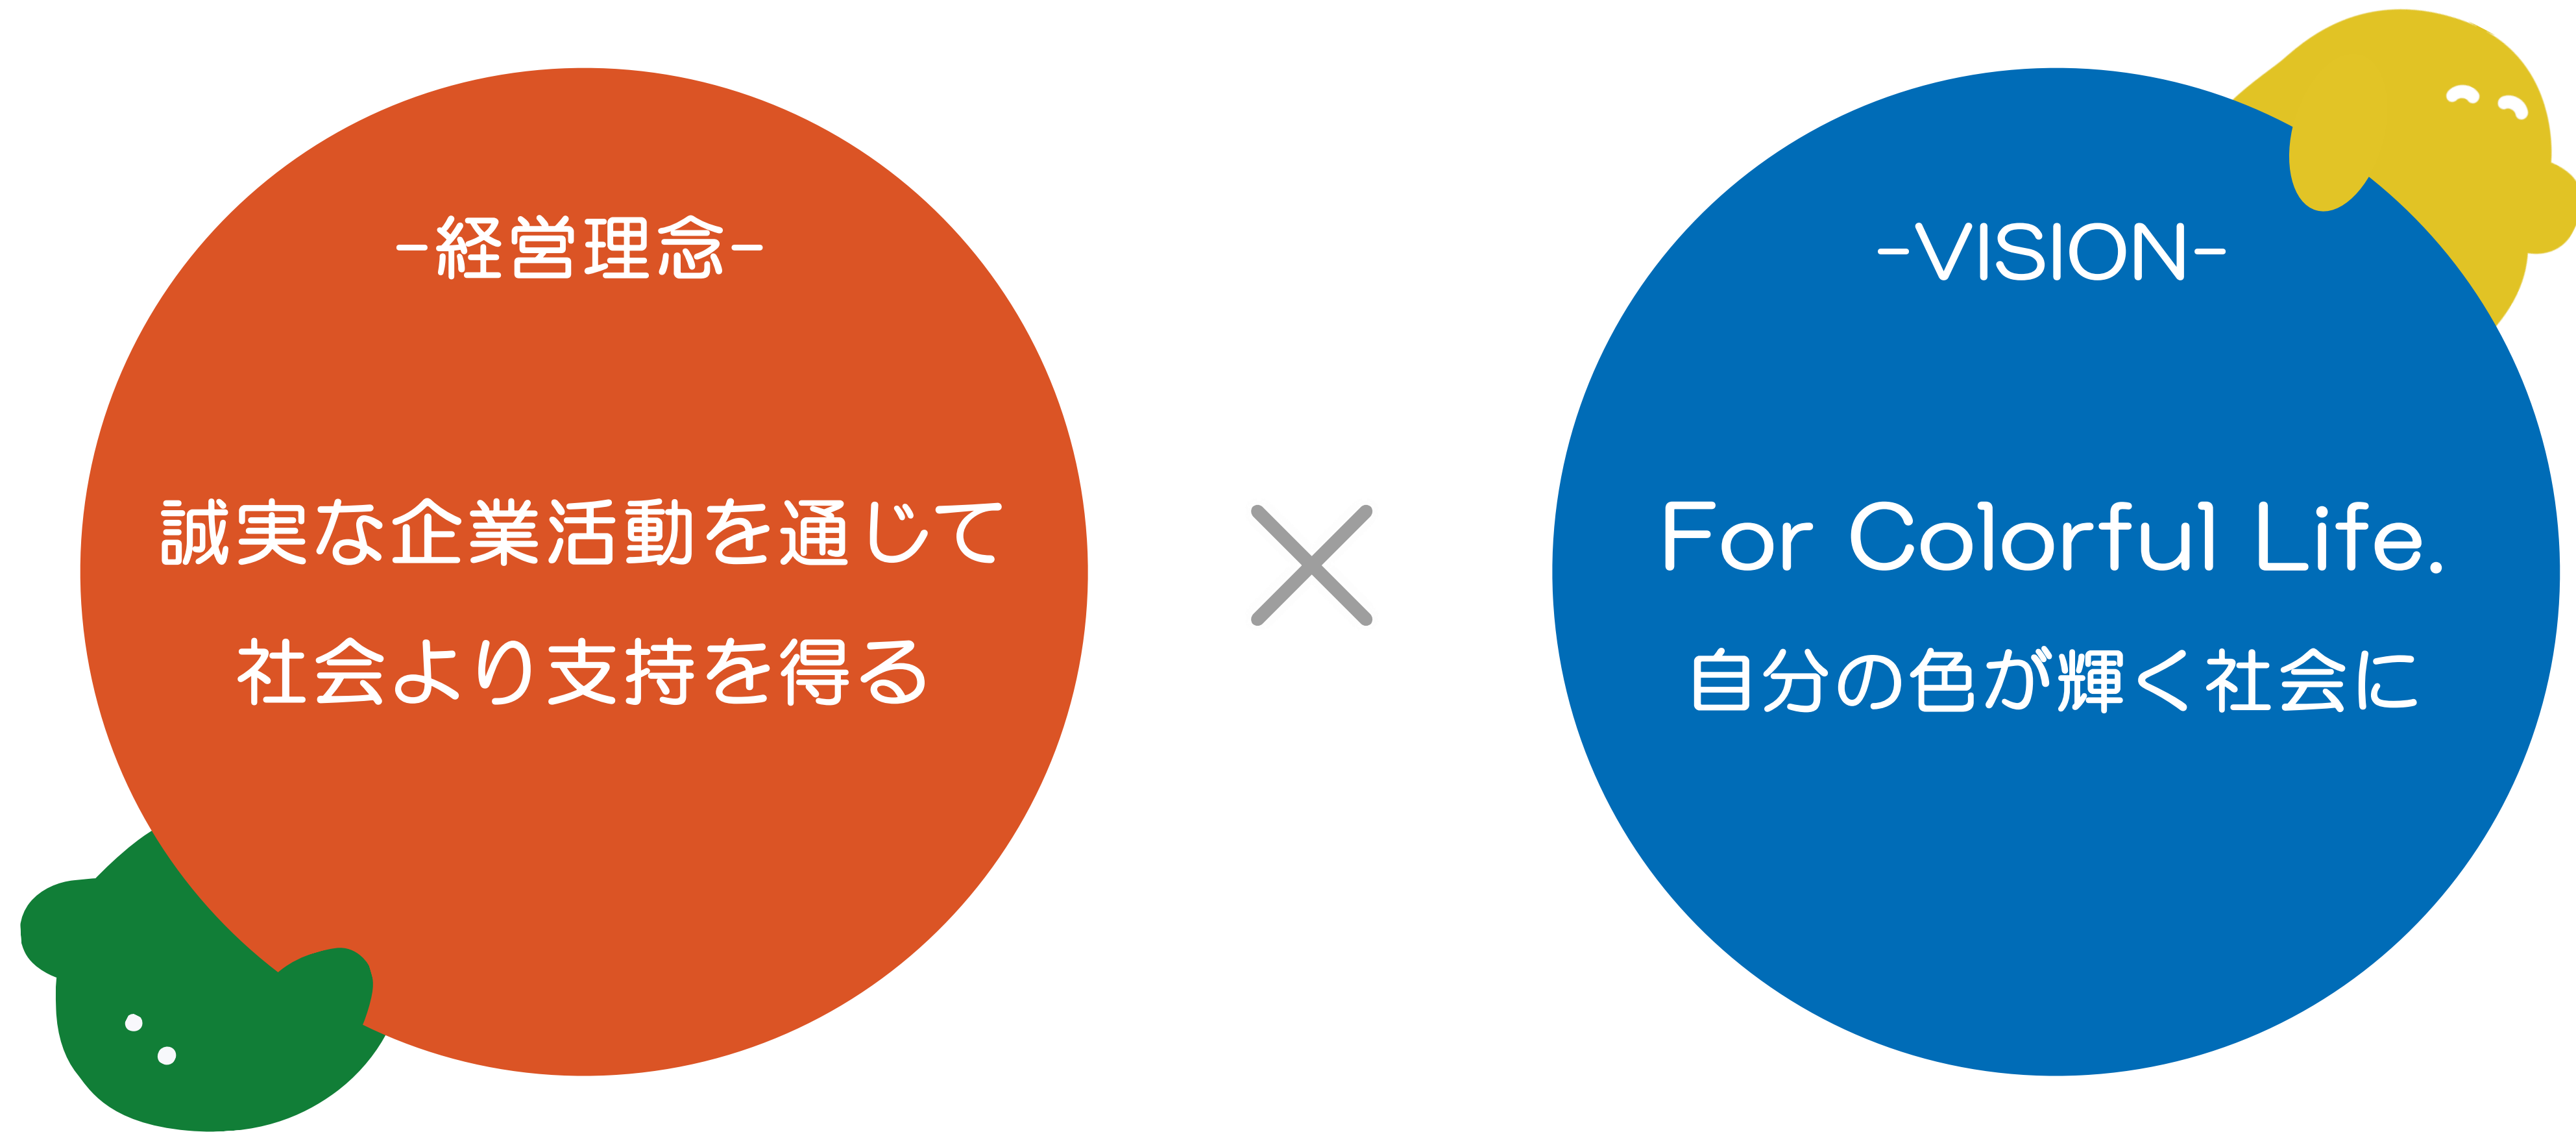 -経営理念-
誠実な企業活動を通じて
社会より支持を得る
×
-VISION-
For Colorful Life.
自分の色が輝く社会に